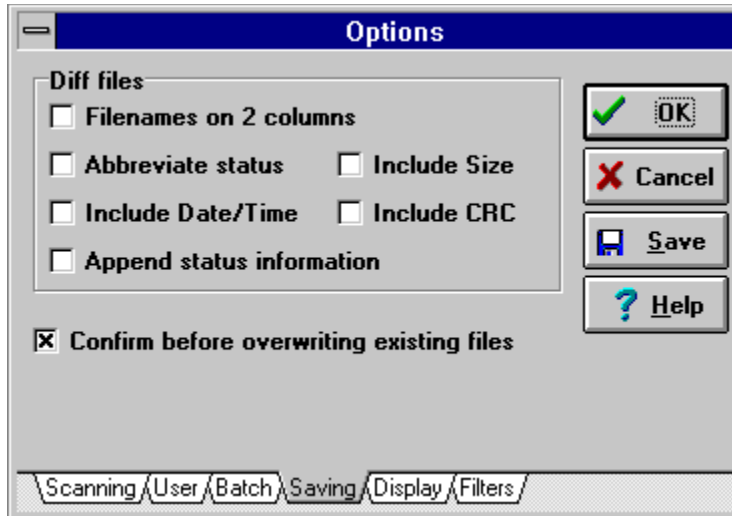 Options
Diff files
Filenames on 2 columns
Abbreviate status
Include Size
Include Date/Time
Include CRC
Append status information
Confirm before overwriting existing files
OK
Cancel
Save
Help
Scanning User Batch Saving Display Filters